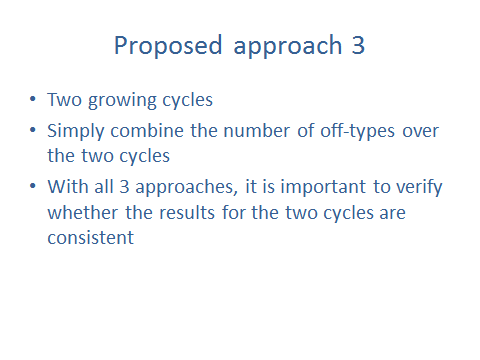 Proposed approach 3
• Two growing cycles
• Simply combine the number of off-types over
the two cycles
• With all 3 approaches, it is important to verify
whether the results for the two cycles are
consistent